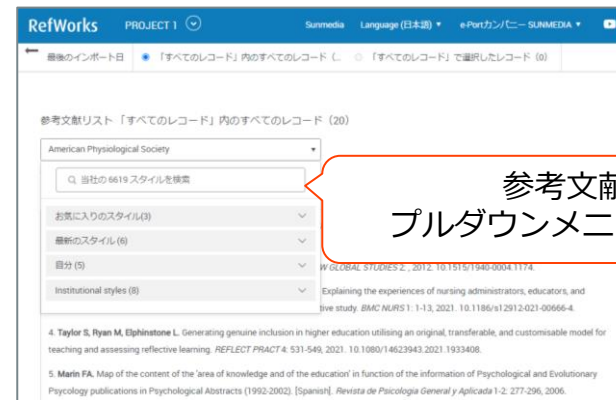 RefWorks PROJECT 1 Sunmedia Language (日本語) ▾ e-Portカンパニー SUNMEDIA ▾
最後のインポート日 「すべてのレコード」内のすべてのレコード (... 「すべてのレコード」で選択したレコード (0)
参考文献リスト 「すべてのレコード」内のすべてのレコード (20)
American Physiological Society
当社の 6619 スタイルを検索
お気に入りのスタイル(3)
最新のスタイル (6)
自分 (5)
Institutional styles (8)
参考文献
プルダウンメニ
W GLOBAL STUDIES 2: , 2012. 10.1515/1940-0004.1174.
Explaining the experiences of nursing administrators, educators, and
tive study. BMC NURS 1: 1-13, 2021. 10.1186/s12912-021-00666-4.
4. Taylor S, Ryan M, Elphinstone L. Generating genuine inclusion in higher education utilising an original, transferable, and customisable model for
teaching and assessing reflective learning. REFLECT PRACT 4: 531-549, 2021. 10.1080/14623943.2021.1933408.
5. Marin FA. Map of the content of the 'area of knowledge and of the education' in function of the information of Psychological and Evolutionary
Psycology publications in Psychological Abstracts (1992-2002). [Spanish]. Revista de Psicologia General y Aplicada 1-2: 277-296, 2006.